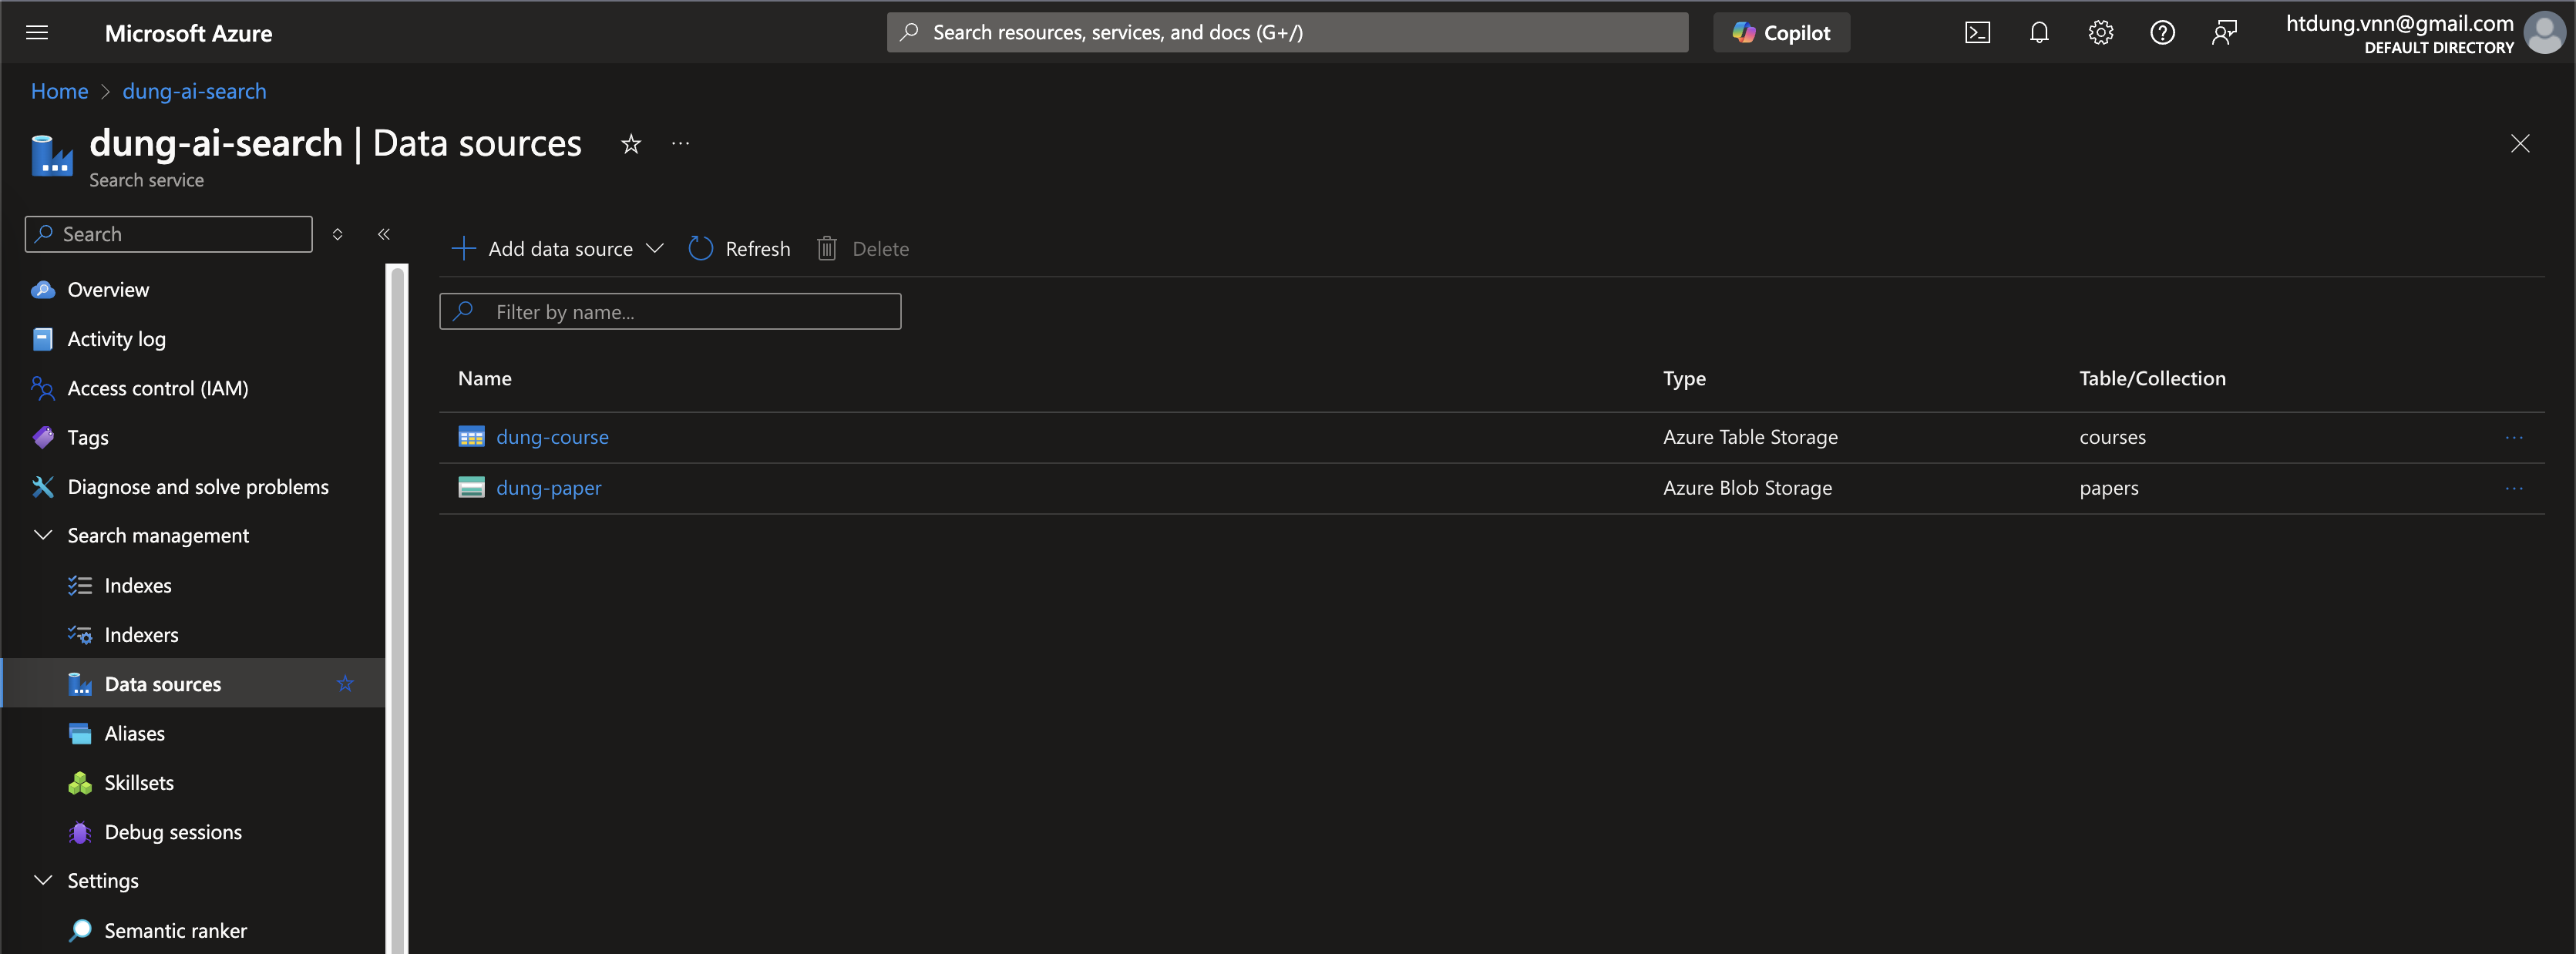 Microsoft Azure
Search resources, services, and docs (G+/)
Copilot
htdung.vnn@gmail.com
DEFAULT DIRECTORY
Home > dung-ai-search
dung-ai-search | Data sources
Search service
Search
Overview
Activity log
Access control (IAM)
Tags
Diagnose and solve problems
Search management
Indexes
Indexers
Data sources
Aliases
Skillsets
Debug sessions
Settings
Semantic ranker
Add data source
Refresh
Delete
Filter by name...
Name Type Table/Collection
dung-course Azure Table Storage courses
dung-paper Azure Blob Storage papers